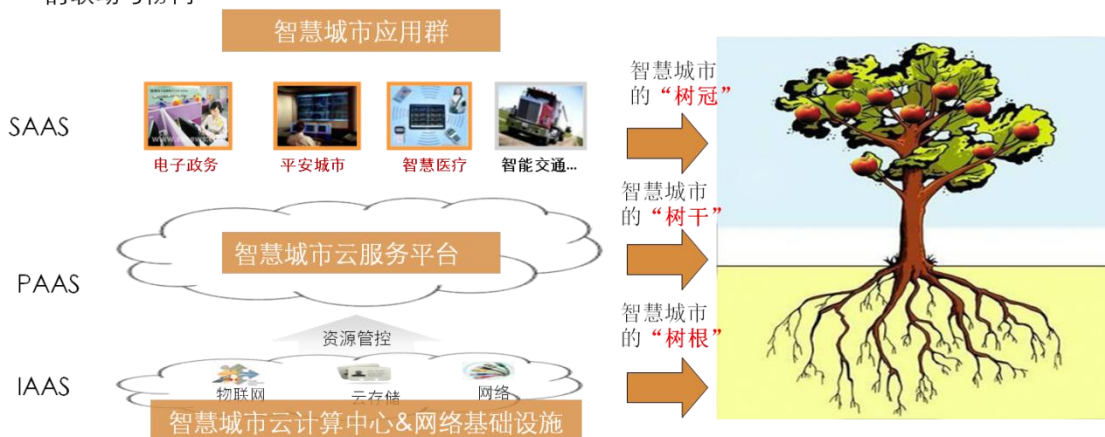 智慧城市应用群
SAAS
电子政务
平安城市
智慧医疗
智能交通...
智慧城市
的“树冠”
智慧城市云服务平台
PAAS
智慧城市
的“树干”
资源管控
IAAS
物联网
云存储
网络
智慧城市云计算中心&网络基础设施
智慧城市
的“树根”